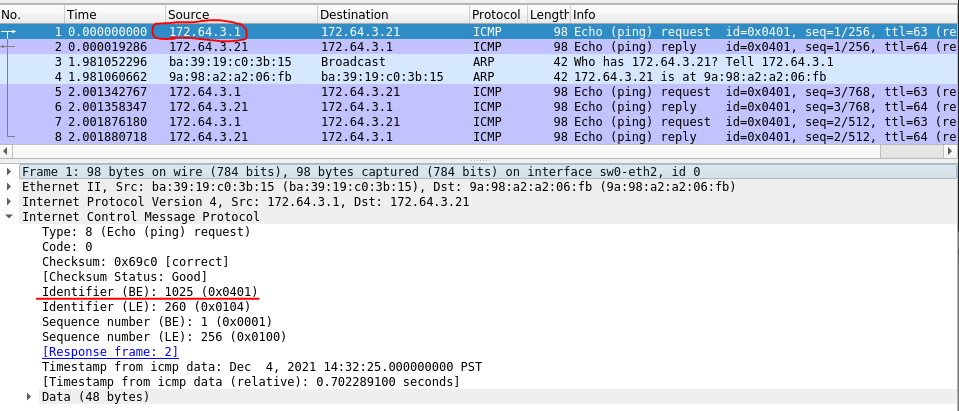 No. Time Source Destination Protocol Length Info
1 0.000000000 172.64.3.1 172.64.3.21 ICMP 98 Echo (ping) request id=0x0401, seq=1/256, ttl=63 (re
2 0.000019286 172.64.3.21 172.64.3.1 ICMP 98 Echo (ping) reply id=0x0401, seq=1/256, ttl=64 (re
3 1.981052296 ba:39:19:c0:3b:15 Broadcast ARP 42 Who has 172.64.3.21? Tell 172.64.3.1
4 1.981060662 9a:98:a2:a2:06:fb ba:39:19:c0:3b:15 ARP 42 172.64.3.21 is at 9a:98:a2:a2:06:fb
5 2.001342767 172.64.3.1 172.64.3.21 ICMP 98 Echo (ping) request id=0x0401, seq=3/768, ttl=63 (re
6 2.001358347 172.64.3.21 172.64.3.1 ICMP 98 Echo (ping) reply id=0x0401, seq=3/768, ttl=64 (re
7 2.001876180 172.64.3.1 172.64.3.21 ICMP 98 Echo (ping) request id=0x0401, seq=2/512, ttl=63 (re
8 2.001880718 172.64.3.21 172.64.3.1 ICMP 98 Echo (ping) reply id=0x0401, seq=2/512, ttl=64 (re
Frame 1: 98 bytes on wire (784 bits), 98 bytes captured (784 bits) on interface sw0-eth2, id 0
Ethernet II, Src: ba:39:19:c0:3b:15 (ba:39:19:c0:3b:15), Dst: 9a:98:a2:a2:06:fb (9a:98:a2:a2:06:fb)
Internet Protocol Version 4, Src: 172.64.3.1, Dst: 172.64.3.21
Internet Control Message Protocol
Type: 8 (Echo (ping) request)
Code: 0
Checksum: 0x69c0 [correct]
[Checksum Status: Good]
Identifier (BE): 1025 (0x0401)
Identifier (LE): 260 (0x0104)
Sequence number (BE): 1 (0x0001)
Sequence number (LE): 256 (0x0100)
[Response frame: 2]
Timestamp from icmp data: Dec  4, 2021 14:32:25.000000000 PST
[Timestamp from icmp data (relative): 0.702289100 seconds]
Data (48 bytes)